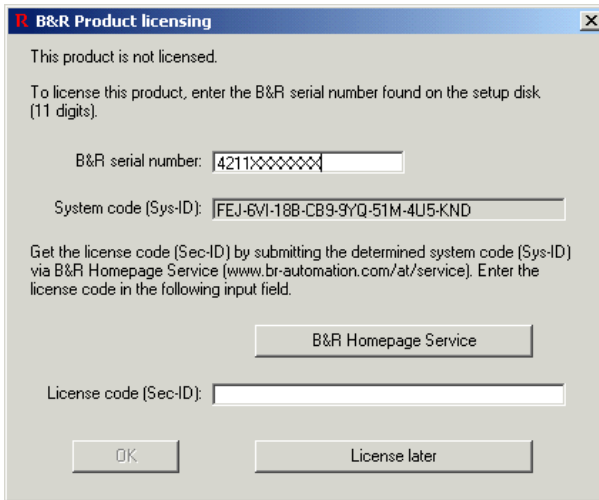 R B&R Product licensing
This product is not licensed.
To license this product, enter the B&R serial number found on the setup disk
(11 digits).
B&R serial number: 4211XXXXXXX
System code (Sys-ID): FEJ-6VI-18B-CB9-9YQ-51M-4U5-KND
Get the license code (Sec-ID) by submitting the determined system code (Sys-ID)
via B&R Homepage Service (www.br-automation.com/at/service). Enter the
license code in the following input field.
B&R Homepage Service
License code (Sec-ID):
OK License later